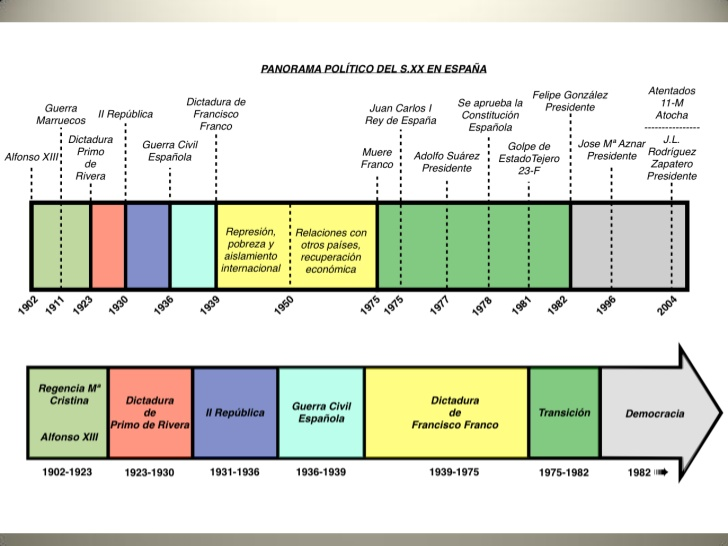 PANORAMA POLÍTICO DEL S.XX EN ESPAÑA
Alfonso XIII
Guerra
Marruecos
Dictadura
Primo
de
Rivera
II República
Guerra Civil
Española
Dictadura de
Francisco
Franco
Muere
Franco
Juan Carlos I
Rey de España
Adolfo Suárez
Presidente
Se aprueba la
Constitución
Española
Golpe de
EstadoTejero
23-F
Felipe González
Presidente
Jose Mª Aznar
Presidente
Atentados
11-M
Atocha
----------------
J.L.
Rodríguez
Zapatero
Presidente
Represión,
pobreza y
aislamiento
internacional
Relaciones con
otros países,
recuperación
económica
1902
1911
1923
1930
1936
1939
1950
1975
1975
1977
1978
1981
1982
1996
2004
Regencia Mª
Cristina
Alfonso XIII
Dictadura
de
Primo de Rivera
II República
Guerra Civil
Española
Dictadura
de
Francisco Franco
Transición
Democracia
1902-1923
1923-1930
1931-1936
1936-1939
1939-1975
1975-1982
1982